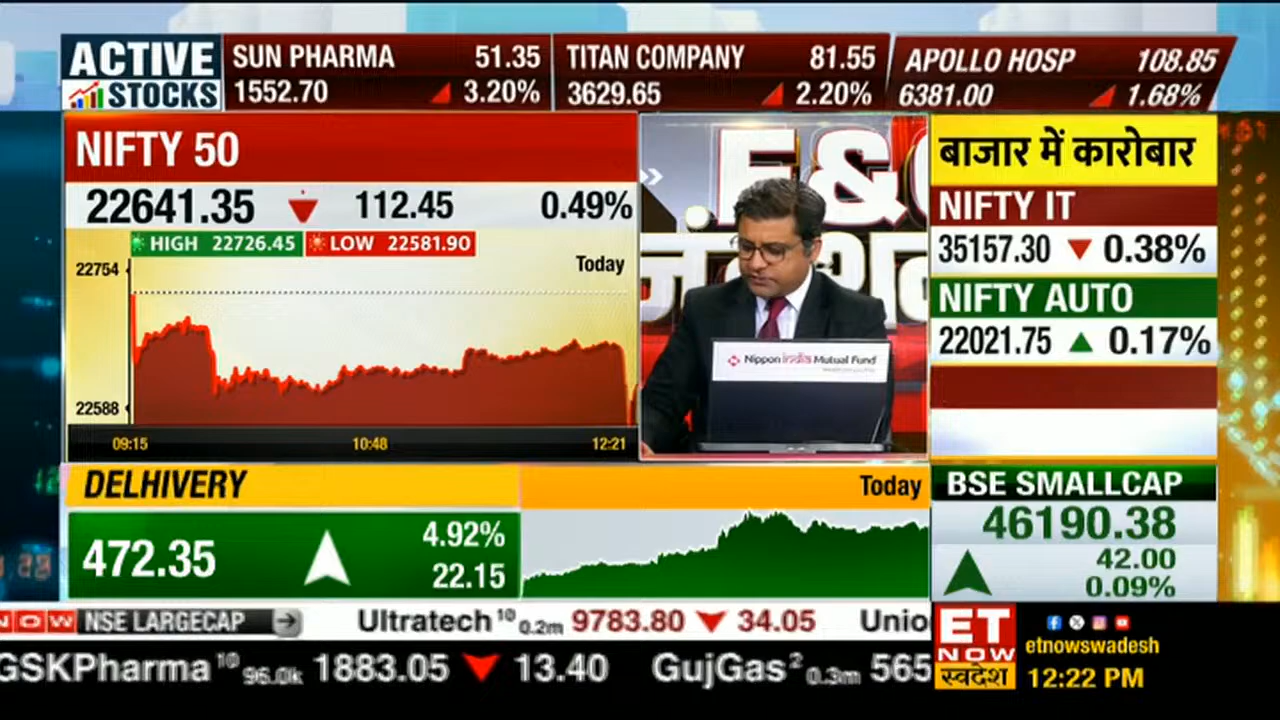 ACTIVE STOCKS
SUN PHARMA 51.35
1552.70 3.20%
TITAN COMPANY 81.55
3629.65 2.20%
APOLLO HOSP 108.85
6381.00 1.68%
NIFTY 50
22641.35 112.45 0.49%
HIGH 22726.45 LOW 22581.90
Today
22754
22588
09:15 10:48 12:21
F&
Nippon india Mutual Fund
बाजार में कारोबार
NIFTY IT
35157.30 0.38%
NIFTY AUTO
22021.75 0.17%
DELHIVERY
472.35
4.92%
22.15
Today
BSE SMALLCAP
46190.38
42.00
0.09%
NOW NSE LARGECAP
Ultratech 10 0.2m 9783.80 34.05 Unio
GSKPharma 10 96.0k 1883.05 13.40 GujGas 2 0.3m 565
ET
NOW
स्वदेश
etnowswadesh
12:22 PM